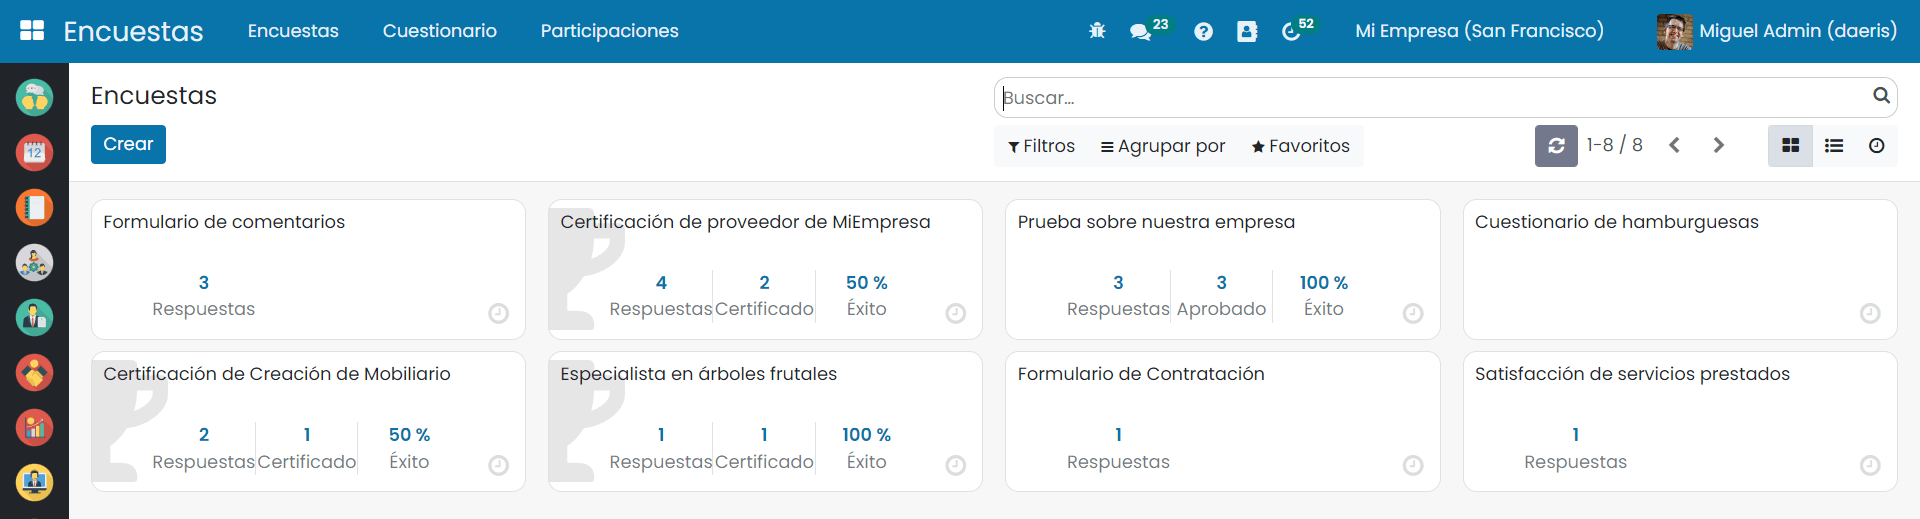 Encuestas Encuestas Cuestionario Participaciones 23 52 Mi Empresa (San Francisco) Miguel Admin (daeris)
12
Encuestas
Buscar...
Crear
Filtros Agrupar por Favoritos 1-8 / 8
Formulario de comentarios
3
Respuestas
Certificación de proveedor de MiEmpresa
4 2 50 %
Respuestas Certificado Éxito
Prueba sobre nuestra empresa
3 3 100 %
Respuestas Aprobado Éxito
Cuestionario de hamburguesas
Certificación de Creación de Mobiliario
2 1 50 %
Respuestas Certificado Éxito
Especialista en árboles frutales
1 1 100 %
Respuestas Certificado Éxito
Formulario de Contratación
1
Respuestas
Satisfacción de servicios prestados
1
Respuestas